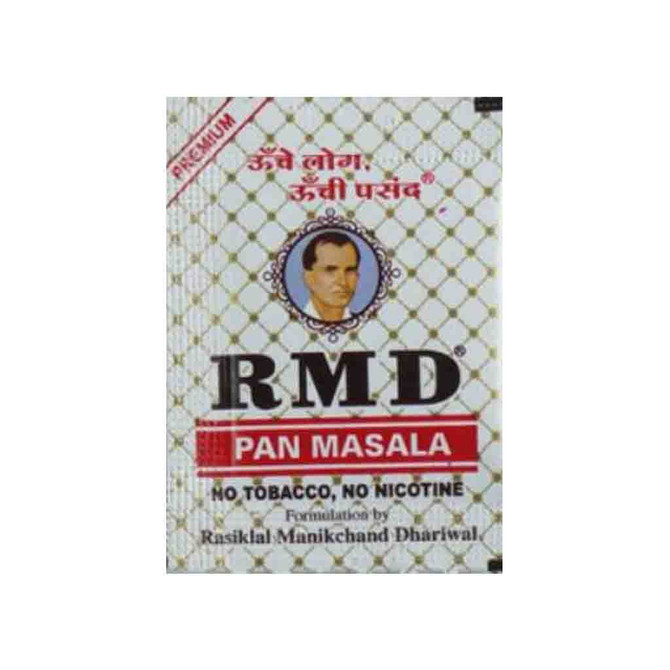 PREMIUM
ऊँचे लोग,
ऊँची पसंद®
RMD®
PAN MASALA
NO TOBACCO, NO NICOTINE
Formulation by
Rasiklal Manikchand Dhariwal.